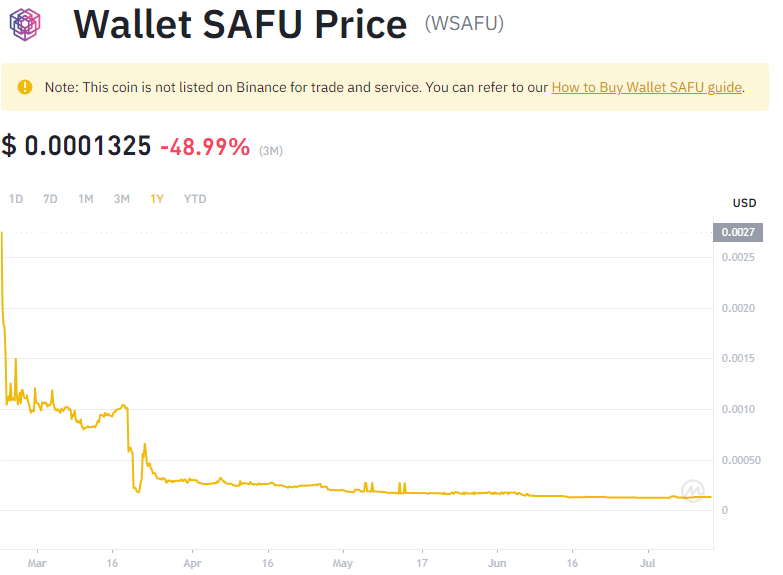 Wallet SAFU Price (WSAFU)
Note: This coin is not listed on Binance for trade and service. You can refer to our How to Buy Wallet SAFU guide.
$ 0.0001325 -48.99% (3M)
1D 7D 1M 3M 1Y YTD
USD
0.0027
0.0025
0.0020
0.0015
0.0010
0.00050
0
Mar 16 Apr 16 May 17 Jun 16 Jul